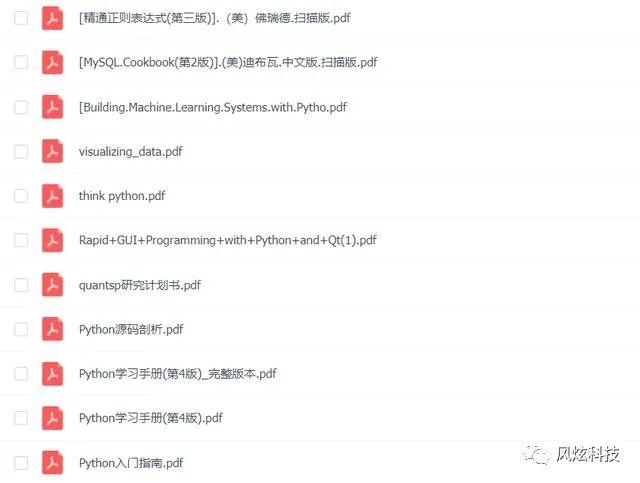 [精通正则表达式(第三版)].（美）佛瑞德.扫描版.pdf
[MySQL.Cookbook(第2版)].(美)迪布瓦.中文版.扫描版.pdf
[Building.Machine.Learning.Systems.with.Pytho.pdf
visualizing_data.pdf
think python.pdf
Rapid+GUI+Programming+with+Python+and+Qt(1).pdf
quantsp研究计划书.pdf
Python源码剖析.pdf
Python学习手册(第4版)_完整版本.pdf
Python学习手册(第4版).pdf
Python入门指南.pdf
风炫科技